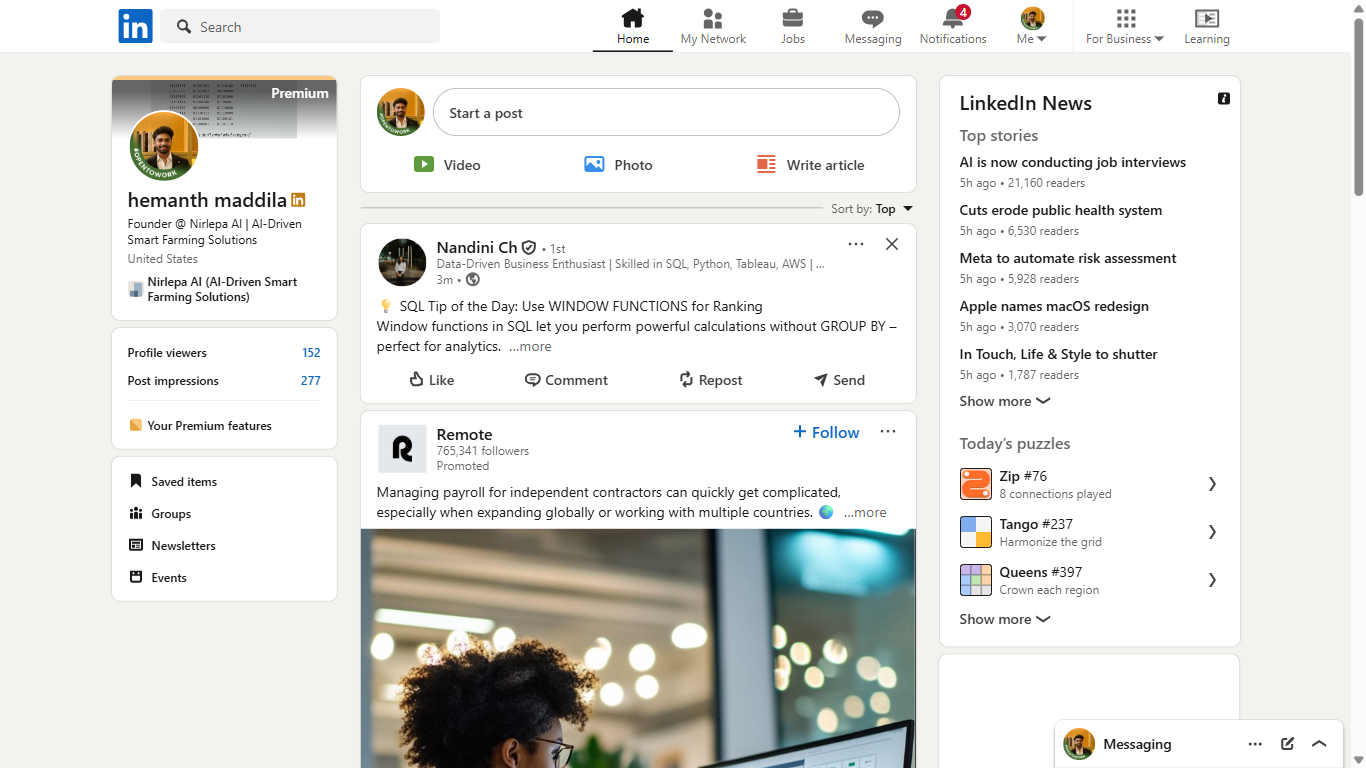 in
Search
Home
My Network
Jobs
Messaging
4
Notifications
Me
For Business
Learning
Premium
#OPENTOWORK
hemanth maddila
Founder @ Nirlepa AI | AI-Driven
Smart Farming Solutions
United States
Nirlepa AI (AI-Driven Smart
Farming Solutions)
Profile viewers 152
Post impressions 277
Your Premium features
Saved items
Groups
Newsletters
Events
Start a post
Video
Photo
Write article
Sort by: Top
Nandini Ch • 1st
Data-Driven Business Enthusiast | Skilled in SQL, Python, Tableau, AWS | ...
3m •
💡 SQL Tip of the Day: Use WINDOW FUNCTIONS for Ranking
Window functions in SQL let you perform powerful calculations without GROUP BY –
perfect for analytics. ...more
Like
Comment
Repost
Send
R
Remote
765,341 followers
Promoted
+ Follow
Managing payroll for independent contractors can quickly get complicated,
especially when expanding globally or working with multiple countries. 🌍 ...more
LinkedIn News
Top stories
AI is now conducting job interviews
5h ago • 21,160 readers
Cuts erode public health system
5h ago • 6,530 readers
Meta to automate risk assessment
5h ago • 5,928 readers
Apple names macOS redesign
5h ago • 3,070 readers
In Touch, Life & Style to shutter
5h ago • 1,787 readers
Show more
Today's puzzles
Zip #76
8 connections played
Tango #237
Harmonize the grid
Queens #397
Crown each region
Show more
Messaging